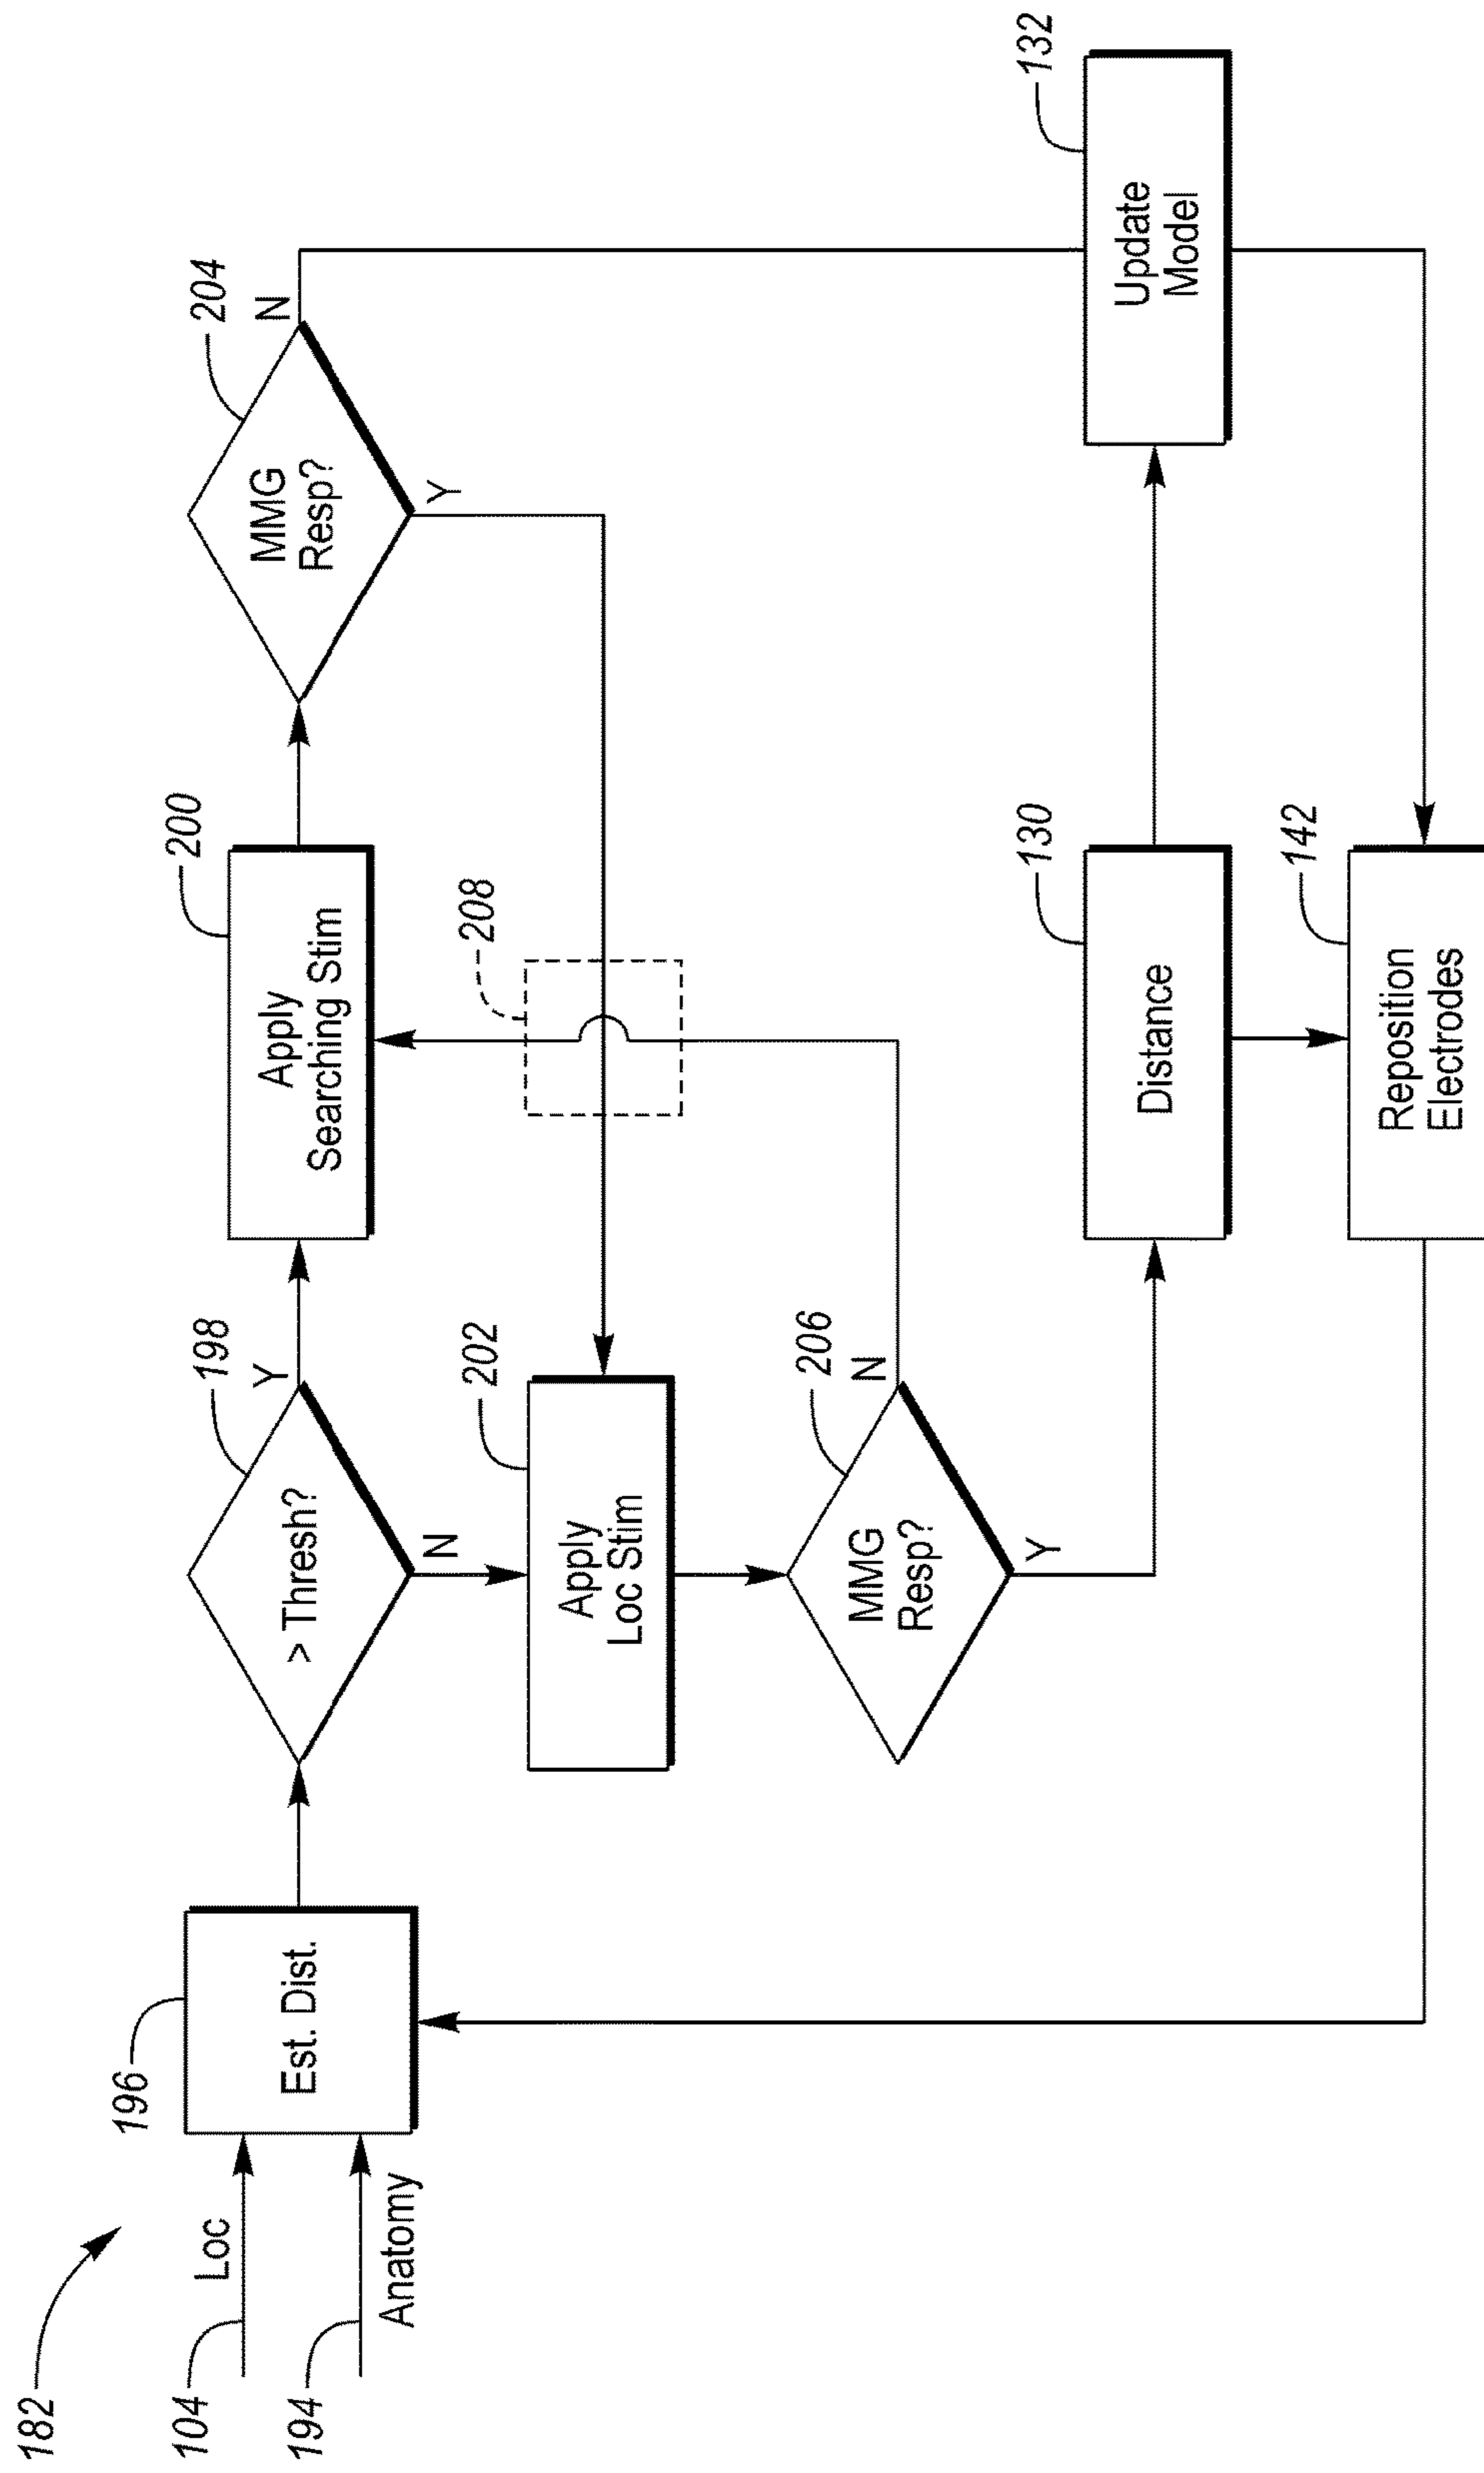 182
104
Loc
194
Anatomy
196
Est. Dist.
198
> Thresh?
Y
N
200
Apply
Searching Stim
204
MMG
Resp?
N
Y
202
Apply
Loc Stim
208
206
MMG
Resp?
N
Y
130
Distance
132
Update
Model
142
Reposition
Electrodes